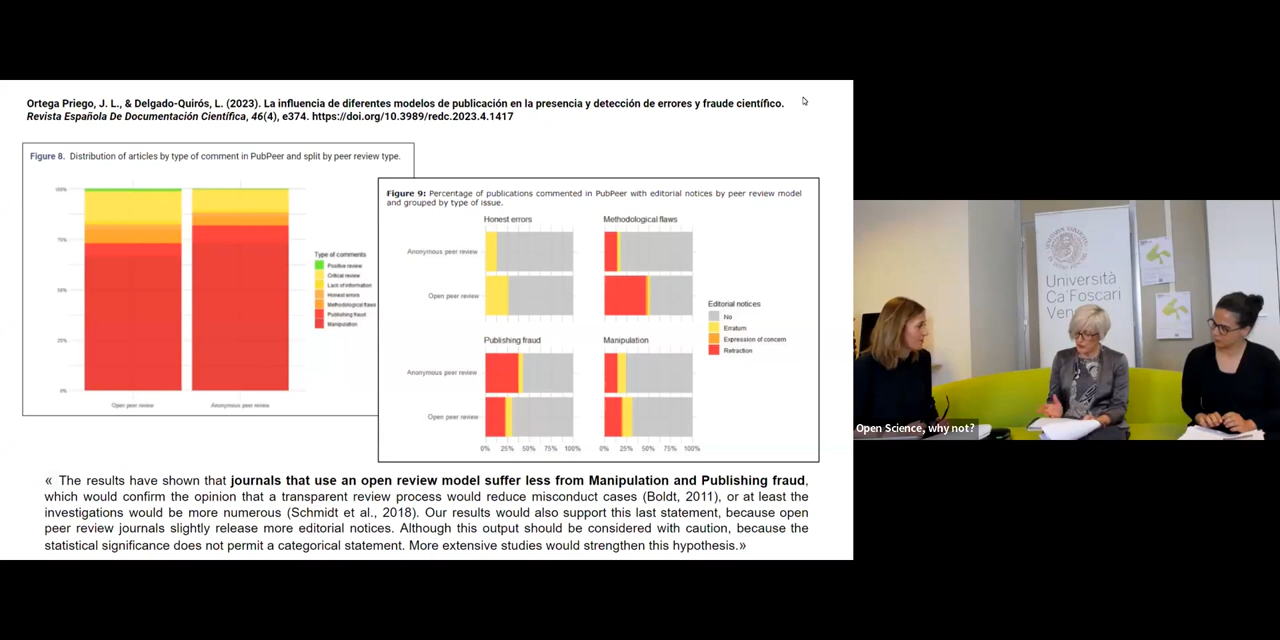 Ortega Priego, J. L., & Delgado-Quirós, L. (2023). La influencia de diferentes modelos de publicación en la presencia y detección de errores y fraude científico.
Revista Española De Documentación Científica, 46(4), e374. https://doi.org/10.3989/redc.2023.4.1417
Figure 8. Distribution of articles by type of comment in PubPeer and split by peer review type.
100%
75%
50%
25%
0%
Open peer review
Anonymous peer review
Type of comments
Positive review
Critical review
Lack of information
Honest errors
Methodological flaws
Publishing fraud
Manipulation
Figure 9: Percentage of publications commented in PubPeer with editorial notices by peer review model
and grouped by type of issue.
Honest errors
Methodological flaws
Anonymous peer review
Open peer review
Publishing fraud
Manipulation
Anonymous peer review
Open peer review
0% 25% 50% 75% 100% 0% 25% 50% 75% 100%
Editorial notices
No
Erratum
Expression of concern
Retraction
« The results have shown that journals that use an open review model suffer less from Manipulation and Publishing fraud,
which would confirm the opinion that a transparent review process would reduce misconduct cases (Boldt, 2011), or at least the
investigations would be more numerous (Schmidt et al., 2018). Our results would also support this last statement, because open
peer review journals slightly release more editorial notices. Although this output should be considered with caution, because the
statistical significance does not permit a categorical statement. More extensive studies would strengthen this hypothesis.»
Università
Ca'Foscari
Open Science, why not?